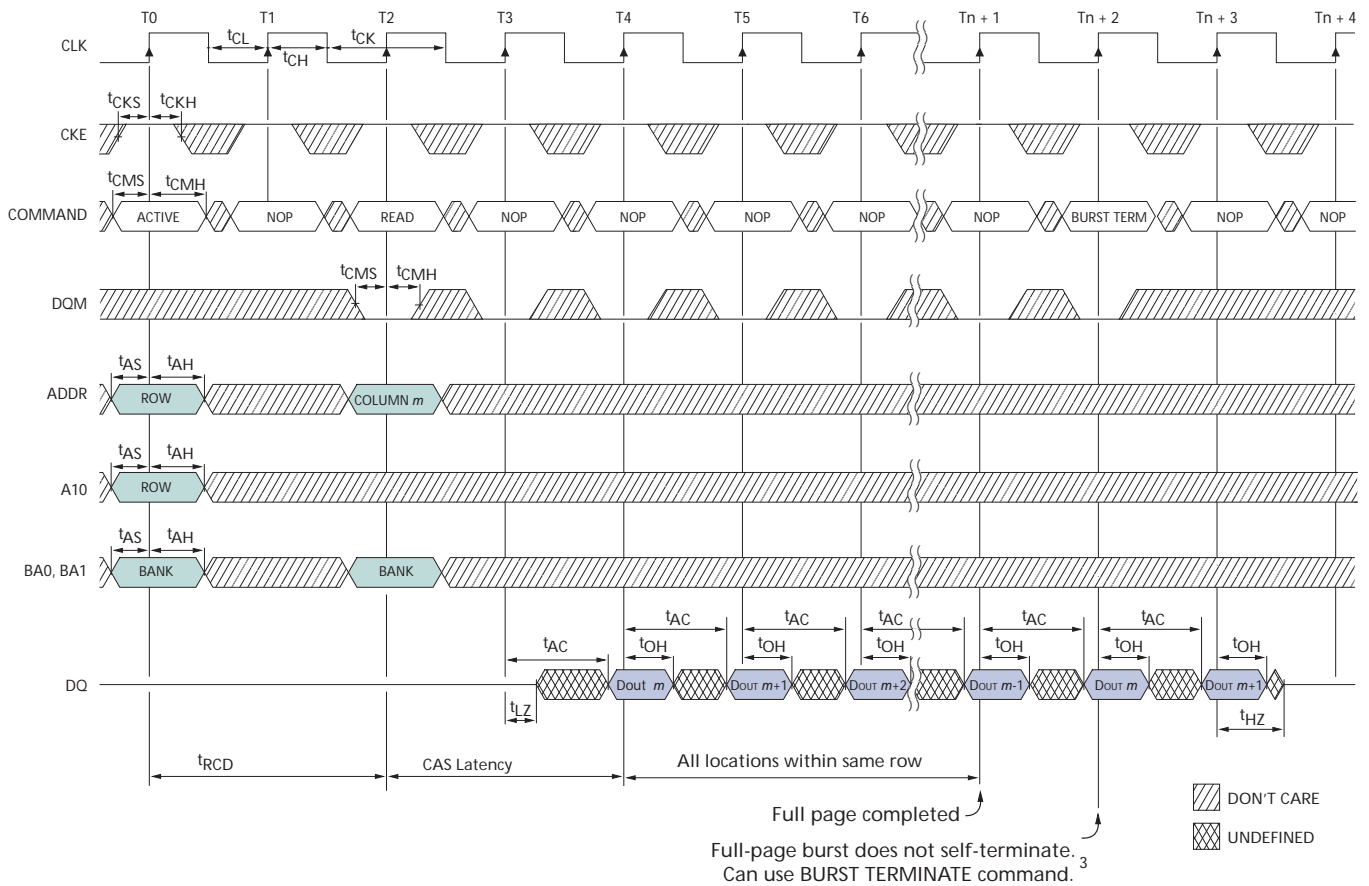 T0 T1 T2 T3 T4 T5 T6 Tn + 1 Tn + 2 Tn + 3 Tn + 4
CLK tCL tCH tCK
tCKS tCKH
CKE
tCMS tCMH
COMMAND ACTIVE NOP READ NOP NOP NOP NOP NOP BURST TERM NOP NOP
tCMS tCMH
DQM
tAS tAH
ADDR ROW COLUMN m
tAS tAH
A10 ROW
tAS tAH
BA0, BA1 BANK BANK
tAC tAC tAC tAC tAC tAC
tOH tOH tOH tOH tOH tOH
DQ DOUT m DOUT m+1 DOUT m+2 DOUT m-1 DOUT m DOUT m+1
tLZ tHZ
tRCD CAS Latency All locations within same row
Full page completed
Full-page burst does not self-terminate. 3
Can use BURST TERMINATE command.
DON'T CARE
UNDEFINED